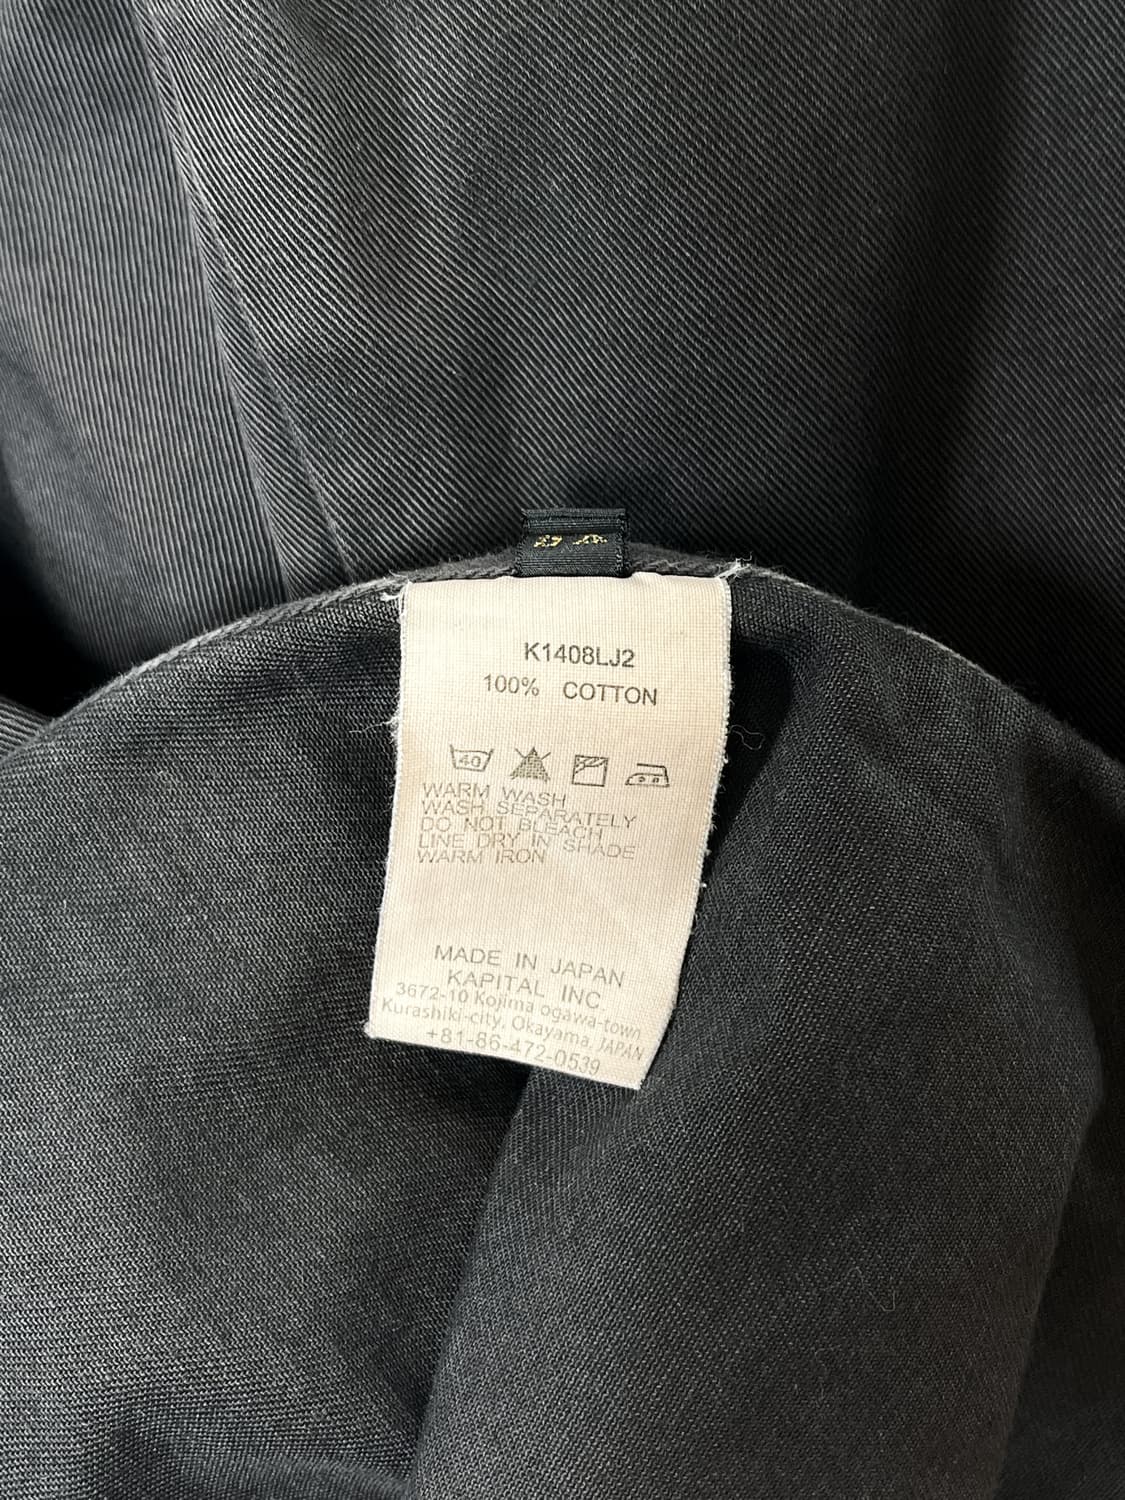 K1408LJ2
100% COTTON
40
WARM WASH
WASH SEPARATELY
DO NOT BLEACH
LINE DRY IN SHADE
WARM IRON
MADE IN JAPAN
KAPITAL INC.
3672-10 Kojima ogawa-town
Kurashiki-city, Okayama, JAPAN
+81-86-472-0539